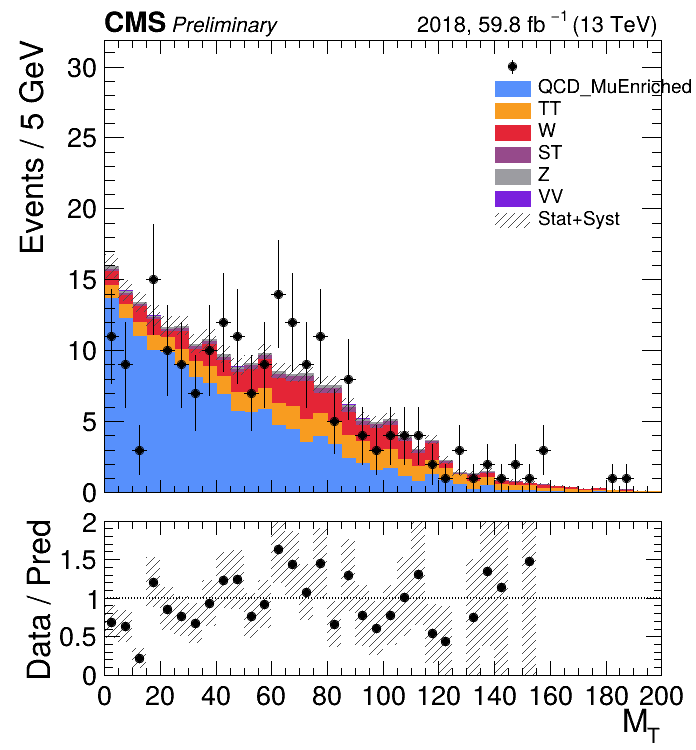 CMS Preliminary 2018, 59.8 fb⁻¹ (13 TeV)
Events / 5 GeV
30
25
20
15
10
5
0
QCD_MuEnriched
TT
W
ST
Z
VV
Stat+Syst
Data / Pred
2
1.5
1
0.5
0
0 20 40 60 80 100 120 140 160 180 200
M_T